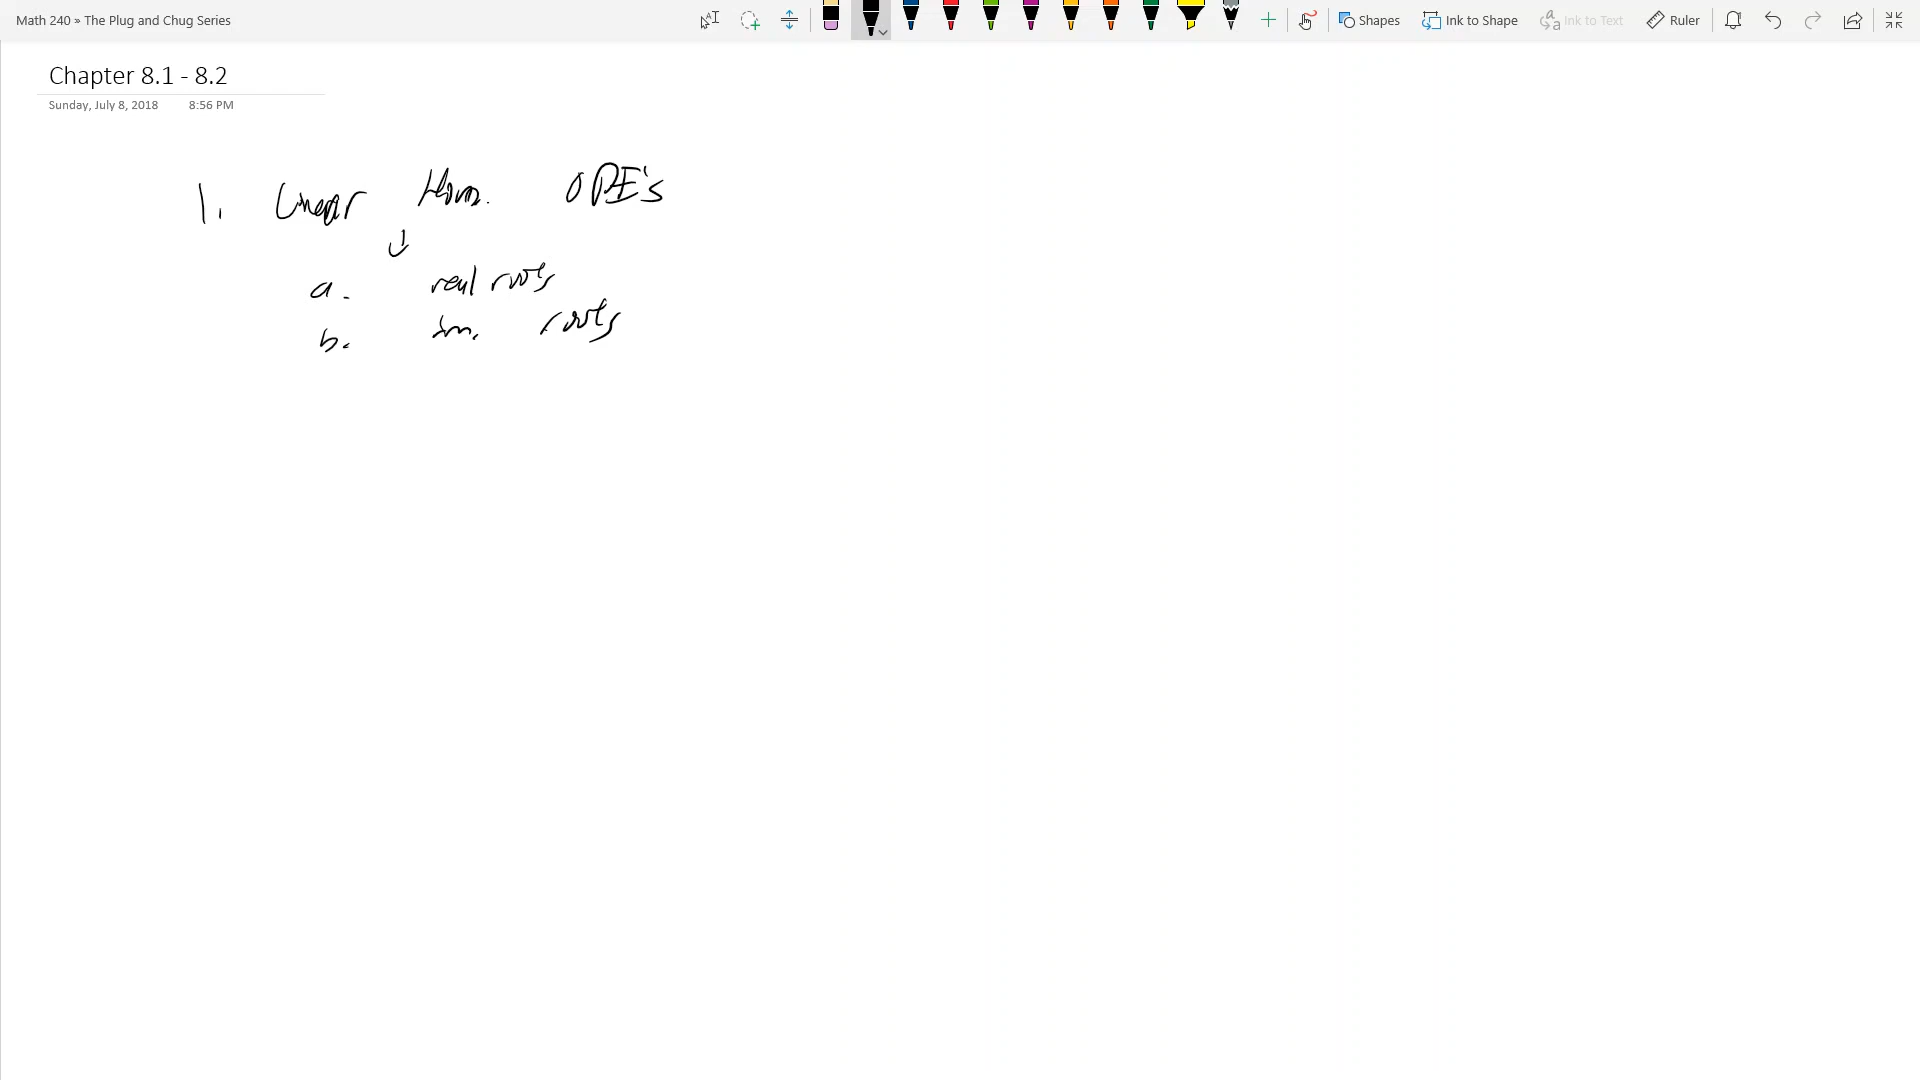 Math 240 » The Plug and Chug Series
Shapes
Ink to Shape
Ink to Text
Ruler
Chapter 8.1 - 8.2
Sunday, July 8, 2018 8:56 PM
1. Linear Hom. ODE's
a. real roots
b. im. roots